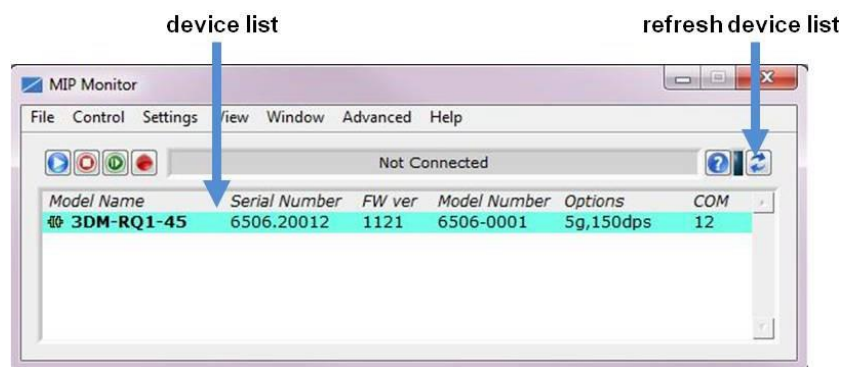 device list refresh device list
MIP Monitor
File Control Settings View Window Advanced Help
Not Connected
Model Name Serial Number FW ver Model Number Options COM
3DM-RQ1-45 6506.20012 1121 6506-0001 5g,150dps 12